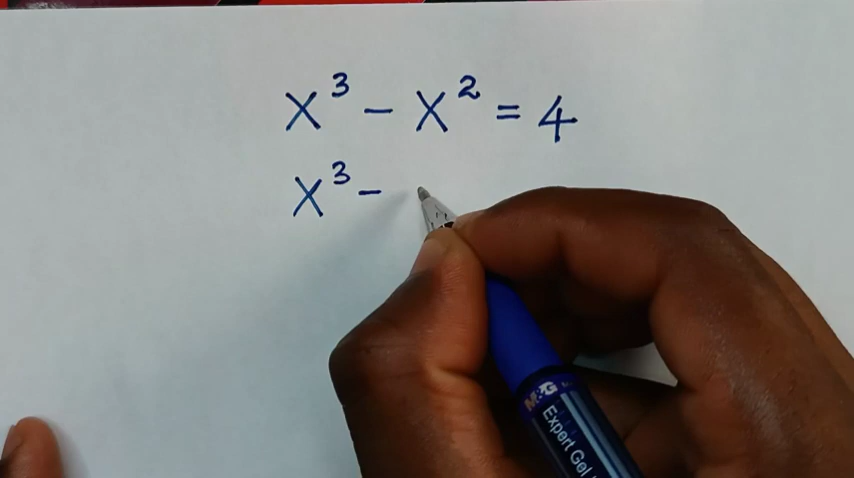 x³ - x² = 4
x³ -
M&G
Expert Gel